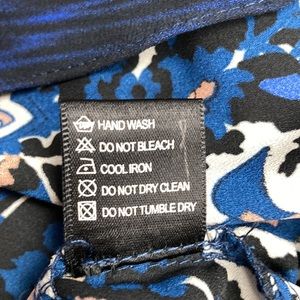 HAND WASH
DO NOT BLEACH
COOL IRON
DO NOT DRY CLEAN
DO NOT TUMBLE DRY